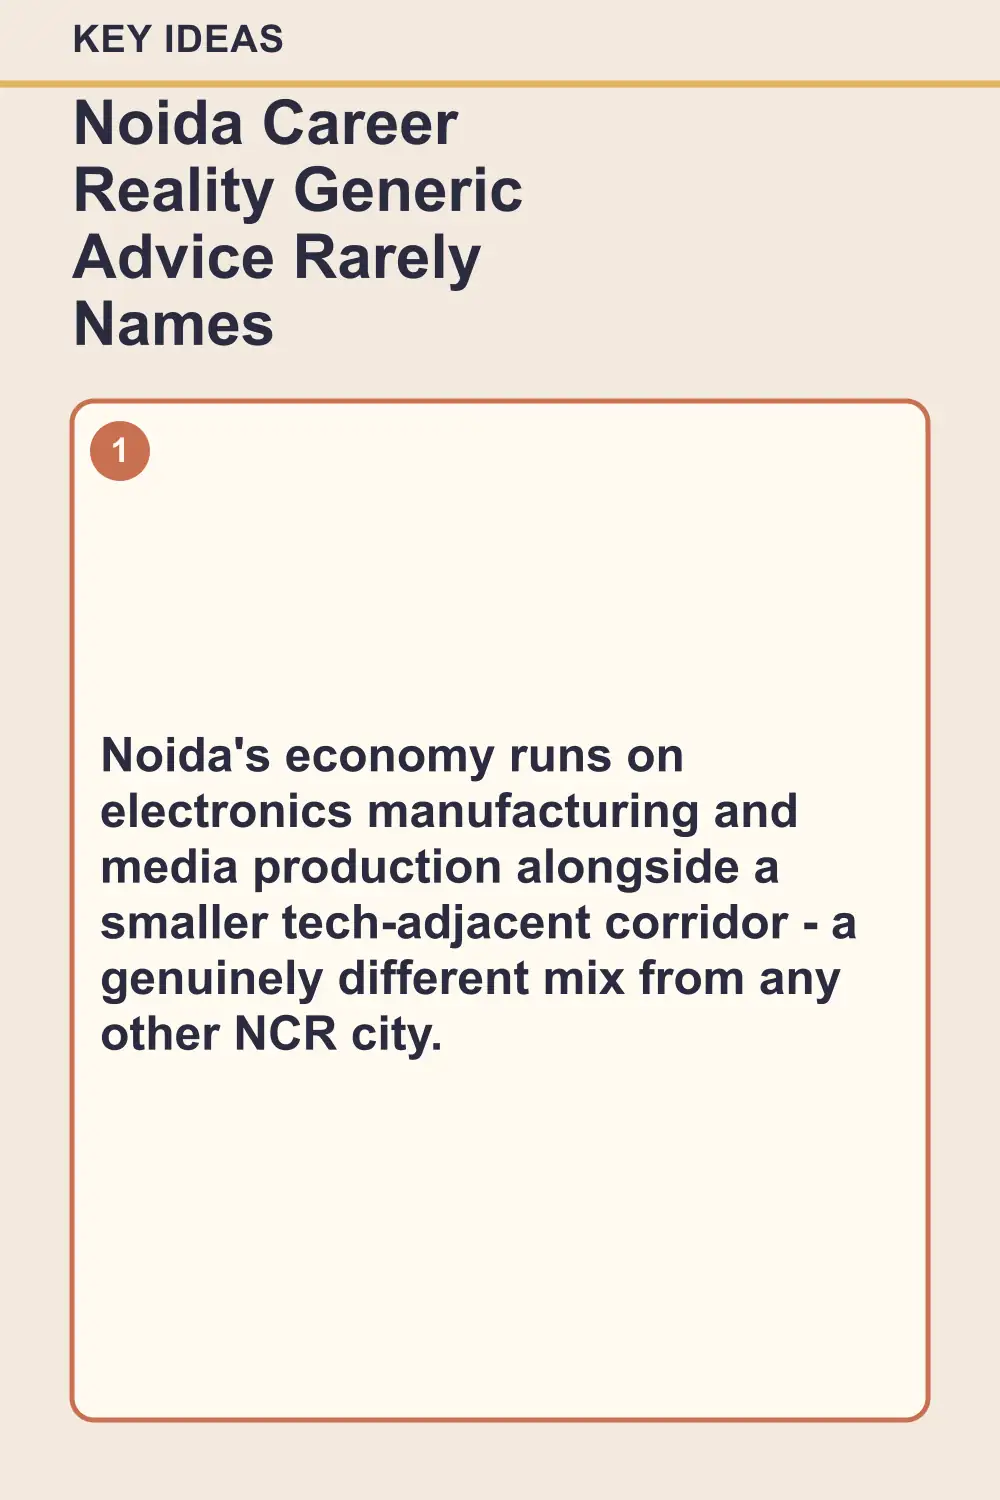 KEY IDEAS
Noida Career
Reality Generic
Advice Rarely
Names
1
Noida's economy runs on
electronics manufacturing and
media production alongside a
smaller tech-adjacent corridor - a
genuinely different mix from any
other NCR city.